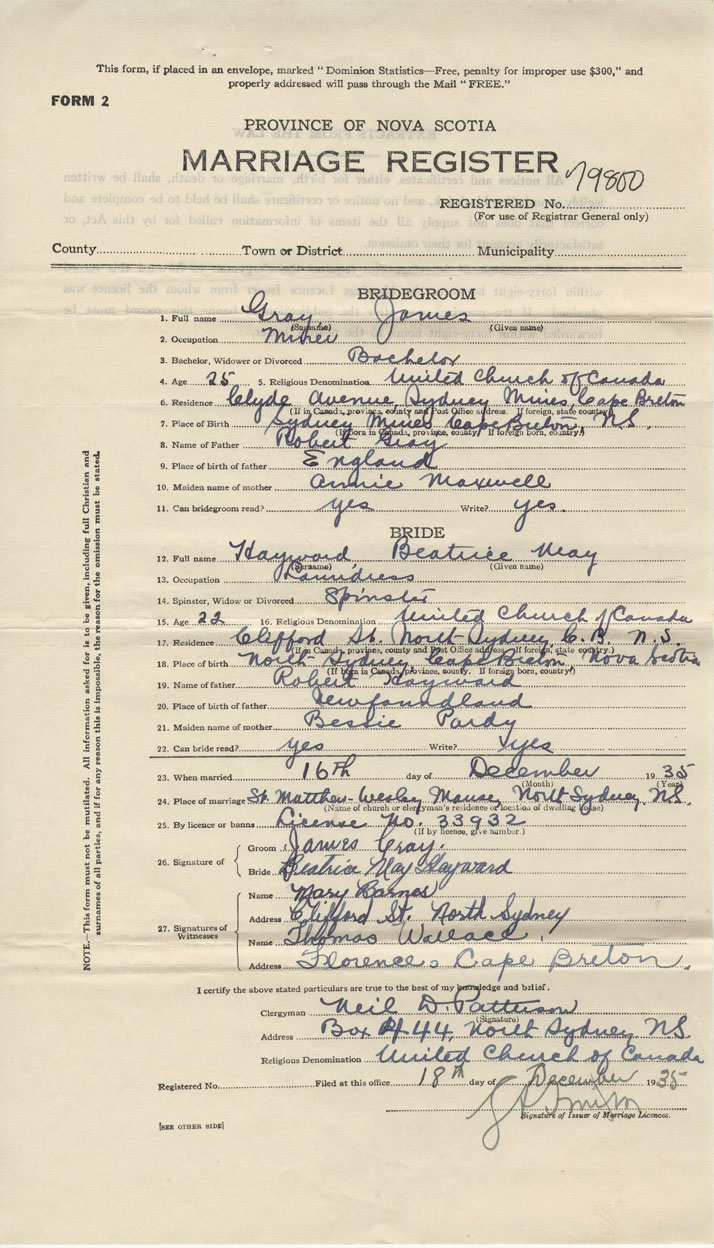 This form, if placed in an envelope, marked "Dominion Statistics—Free, penalty for improper use $300," and
properly addressed will pass through the Mail "FREE."
FORM 2
PROVINCE OF NOVA SCOTIA
MARRIAGE REGISTER
79800
REGISTERED No.
(For use of Registrar General only)
County Town or District Municipality
BRIDEGROOM
1. Full name Gray James
(Surname) (Given name)
2. Occupation Miner
3. Bachelor, Widower or Divorced Bachelor
4. Age 25 5. Religious Denomination United Church of Canada
6. Residence Clyde Avenue, Sydney Mines, Cape Breton
(If in Canada, province, county and Post Office address. If foreign, state country)
7. Place of Birth Sydney Mines Cape Breton, N.S.
(If born in Canada, province, county. If foreign born, country)
8. Name of Father Robert Gray
9. Place of birth of father England
10. Maiden name of mother Annie Maxwell
11. Can bridegroom read? yes Write? yes.
BRIDE
12. Full name Hayward Beatrice May
(Surname) (Given name)
13. Occupation Laundress
14. Spinster, Widow or Divorced Spinster
15. Age 22 16. Religious Denomination United Church of Canada
17. Residence Clifford St. North Sydney, C.B. N.S.
(If in Canada, province, county and Post Office address. If foreign, state country.)
18. Place of birth North Sydney Cape Breton, Nova Scotia
(If born in Canada, province, county. If foreign born, country)
19. Name of father Robert Hayward
20. Place of birth of father Newfoundland
21. Maiden name of mother Bessie Pardy
22. Can bride read? yes Write? yes
23. When married 16th day of December 1935
(Month) (Year)
24. Place of marriage St. Matthew-Wesley Manse, North Sydney, N.S.
(Name of church or clergyman's residence or location of dwelling house)
25. By licence or banns License No. 33932
(If by licence, give number.)
26. Signature of
Groom James Gray.
Bride Beatrice May Hayward
27. Signatures of Witnesses
Name Mary Barnes
Address Clifford St. North Sydney
Name Thomas Wallace
Address Florence, Cape Breton.
I certify the above stated particulars are true to the best of my knowledge and belief.
Clergyman Neil D. Patterson
(Signature)
Address Box 444, North Sydney N.S.
Religious Denomination United Church of Canada
Registered No. Filed at this office 18th day of December 1935
Signature of Issuer of Marriage Licences.
[SEE OTHER SIDE]
NOTE.—This form must not be mutilated. All information asked for is to be given, including full Christian and
surnames of all parties, and if for any reason this is impossible, the reason for the omission must be stated.